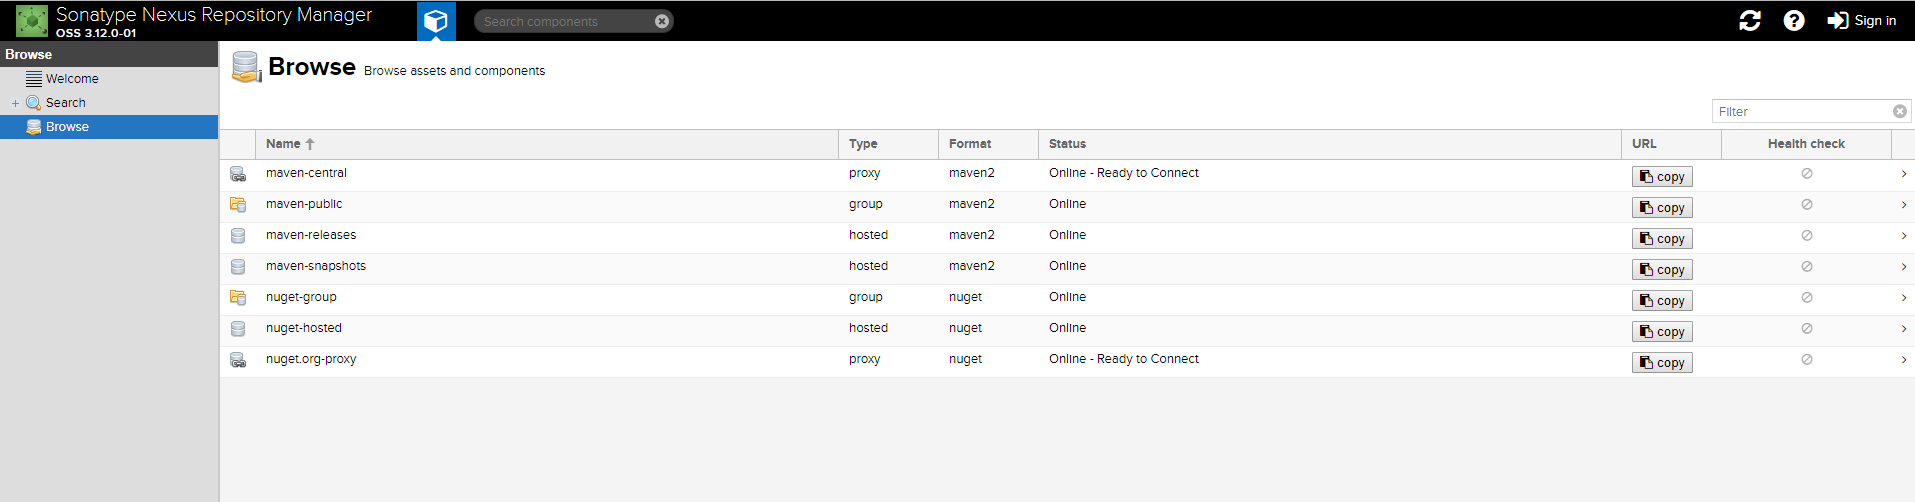 Sonatype Nexus Repository Manager
OSS 3.12.0-01
Search components
Sign in
Browse
Welcome
Search
Browse
Browse Browse assets and components
Filter
Name Type Format Status URL Health check
maven-central proxy maven2 Online - Ready to Connect copy
maven-public group maven2 Online copy
maven-releases hosted maven2 Online copy
maven-snapshots hosted maven2 Online copy
nuget-group group nuget Online copy
nuget-hosted hosted nuget Online copy
nuget.org-proxy proxy nuget Online - Ready to Connect copy